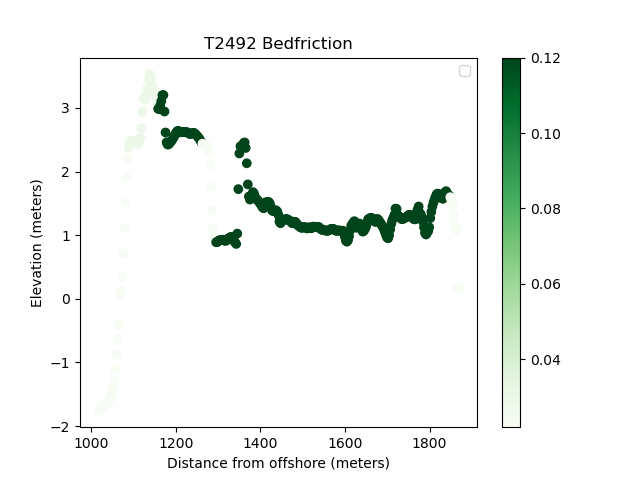 T2492 Bedfriction
Elevation (meters)
3
2
1
0
−1
−2
1000 1200 1400 1600 1800
Distance from offshore (meters)
0.12
0.10
0.08
0.06
0.04